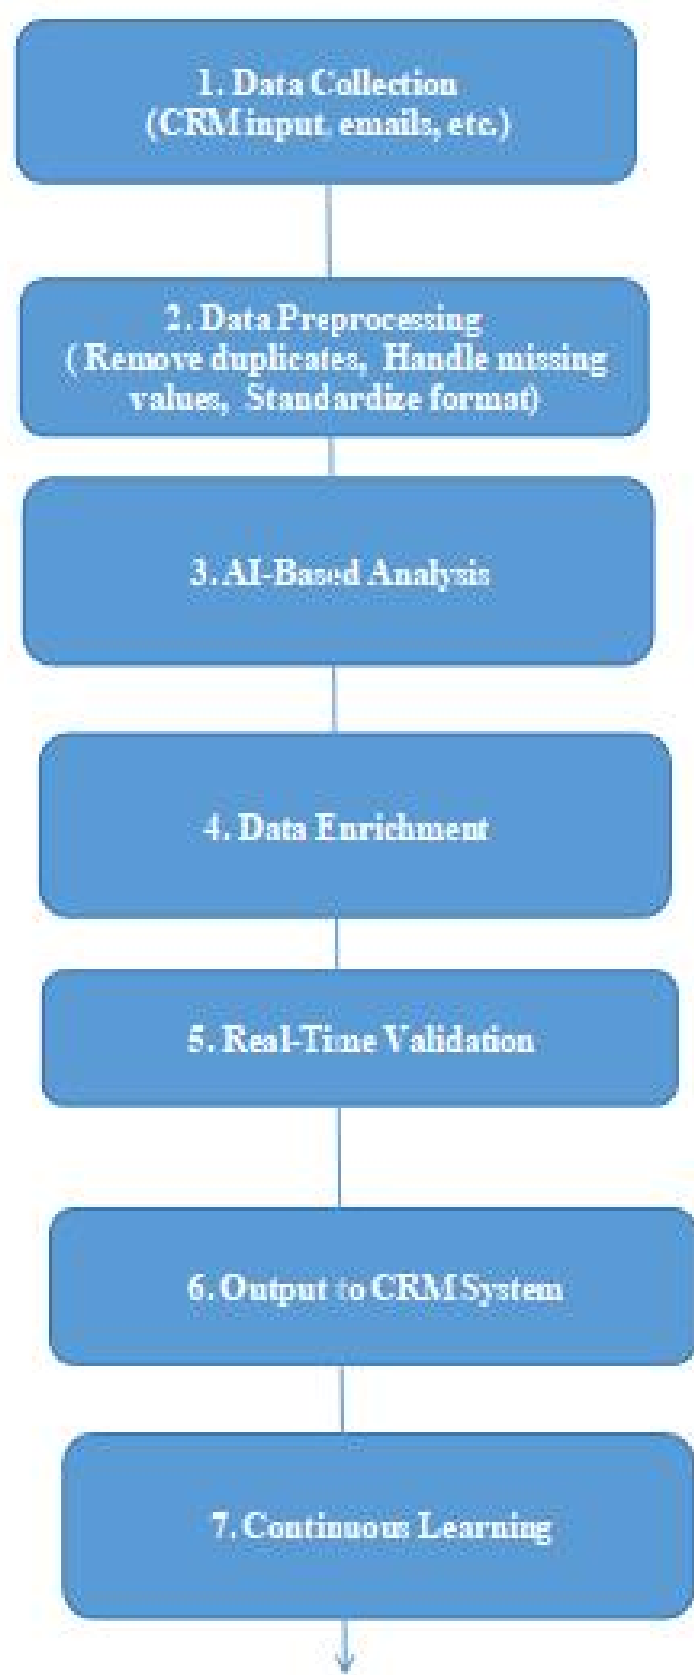 1. Data Collection
(CRM input, emails, etc.)
2. Data Preprocessing
( Remove duplicates, Handle missing
values, Standardize format)
3. AI-Based Analysis
4. Data Enrichment
5. Real-Time Validation
6. Output to CRM System
7. Continuous Learning